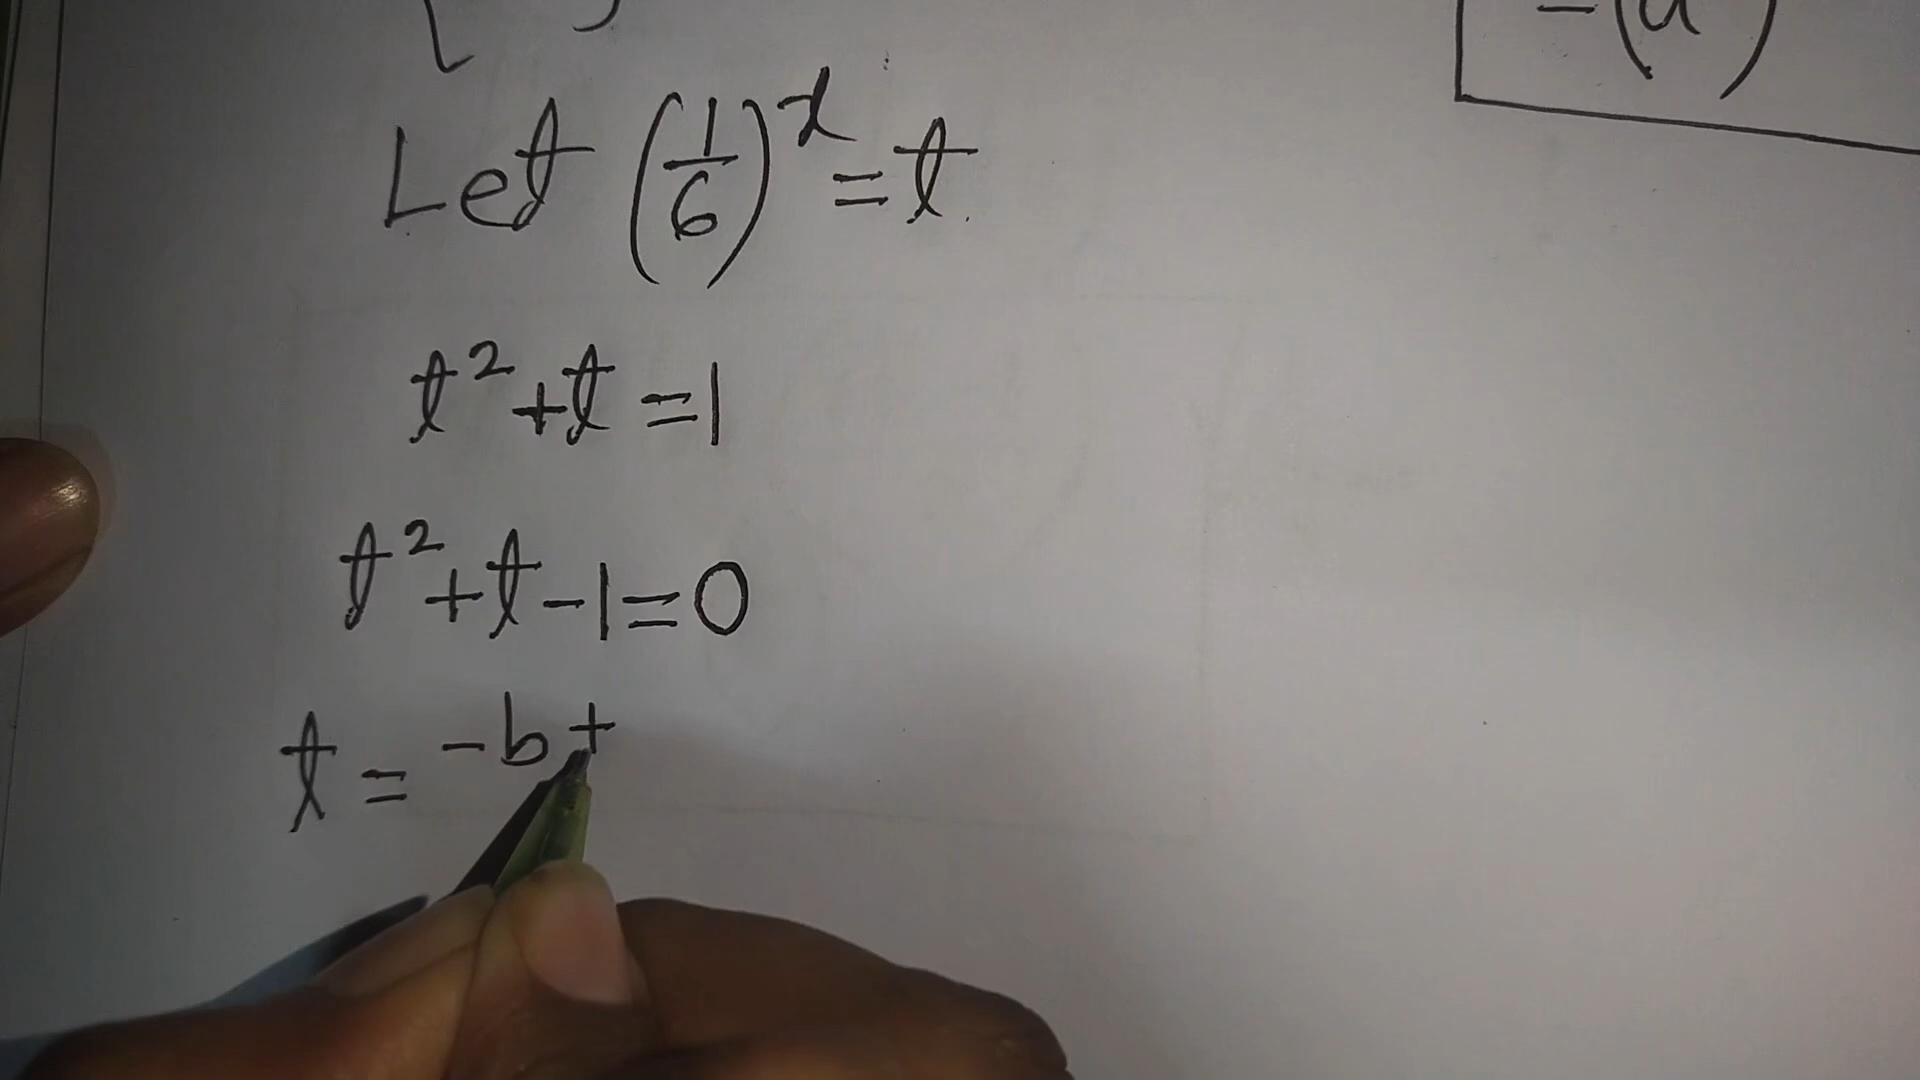 = (a )
Let (1/6)^x = t
t² + t = 1
t² + t - 1 = 0
t = -b +